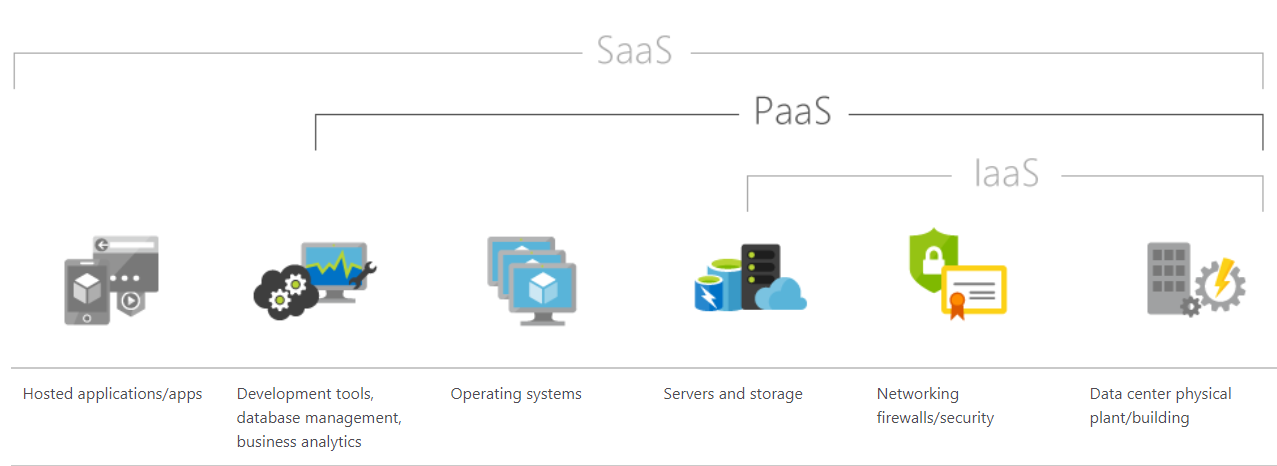 SaaS
PaaS
IaaS
Hosted applications/apps
Development tools,
database management,
business analytics
Operating systems
Servers and storage
Networking
firewalls/security
Data center physical
plant/building